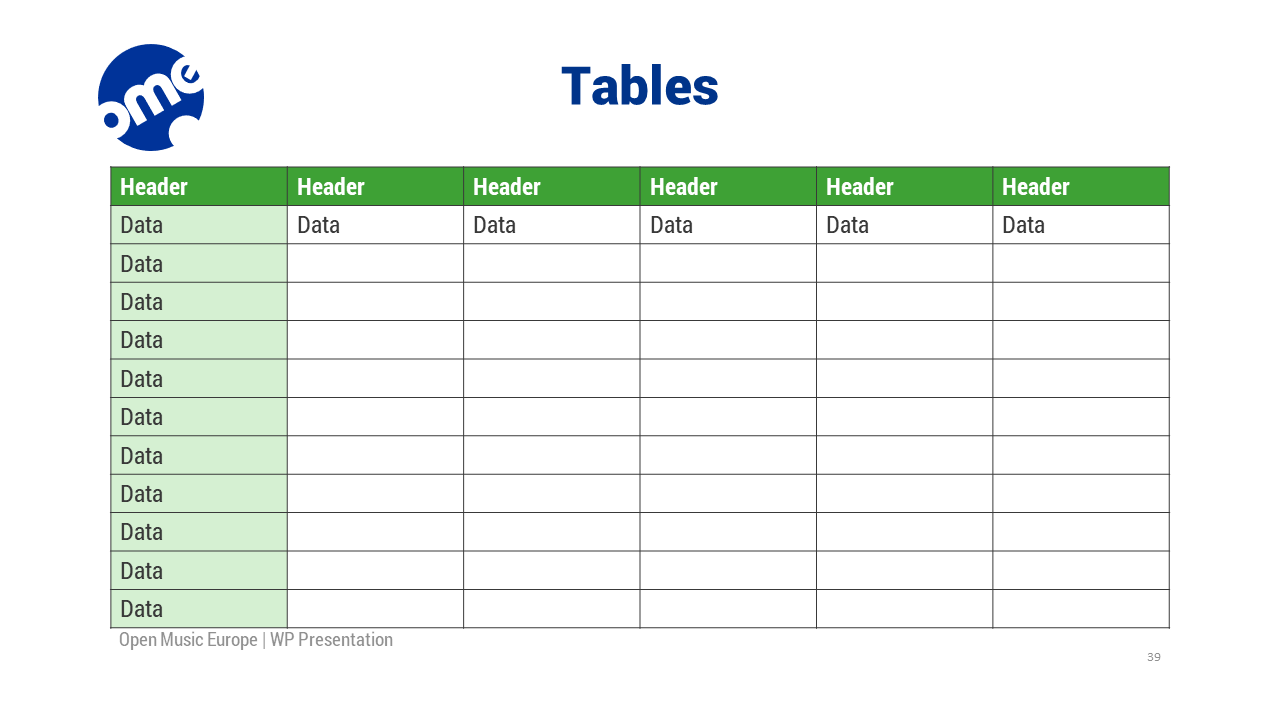 ome
Tables
Header Header Header Header Header Header
Data Data Data Data Data Data
Data
Data
Data
Data
Data
Data
Data
Data
Data
Data
Open Music Europe | WP Presentation
39